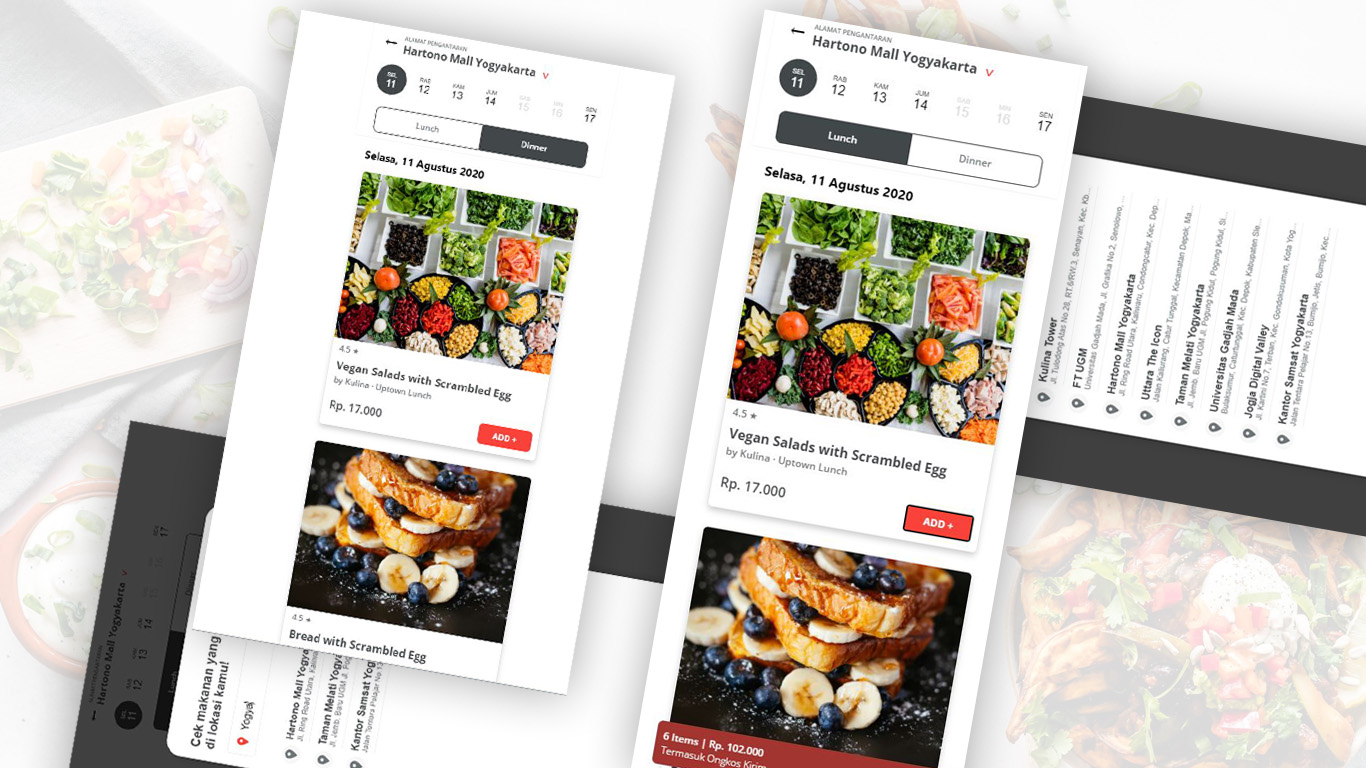 ALAMAT PENGANTARAN
Hartono Mall Yogyakarta
SEL RAB KAM JUM SAB MIN SEN
11 12 13 14 15 16 17
Lunch Dinner
Selasa, 11 Agustus 2020
4.5 ★
Vegan Salads with Scrambled Egg
by Kulina · Uptown Lunch
Rp. 17.000
ADD +
4.5 ★
Bread with Scrambled Egg
ALAMAT PENGANTARAN
Hartono Mall Yogyakarta
SEL RAB KAM JUM SAB MIN SEN
11 12 13 14 15 16 17
Lunch Dinner
Selasa, 11 Agustus 2020
4.5 ★
Vegan Salads with Scrambled Egg
by Kulina · Uptown Lunch
Rp. 17.000
ADD +
6 Items | Rp. 102.000
Termasuk Ongkos Kirim
Kulina Tower
Jl. Tulodong Atas No 28, RT.6/RW.3, Senayan, Kec. Kb...
FT UGM
Universitas Gadjah Mada, Jl. Grafika No.2, Senolowo, ...
Hartono Mall Yogyakarta
Jl. Ring Road Utara, Kaliwaru, Condongcatur, Kec. Dep...
Uttara The Icon
Jalan Kaliurang, Catur Tunggal, Kecamatan Depok, Ma...
Taman Melati Yogyakarta
Jl. Jemb. Baru UGM Jl. Pogung Kidul, Pogung Kidul, Si...
Universitas Gadjah Mada
Bulaksumur, Caturtunggal, Kec. Depok, Kabupaten Sle...
Jogja Digital Valley
Jl. Kartini No.7, Terban, Kec. Gondokusuman, Kota Yog...
Kantor Samsat Yogyakarta
Jalan Tentara Pelajar No.13, Bumijo, Jetis, Bumijo, Kec...
Hartono Mall Yogyakarta
SEL
11 12 13 14 17
Cek makanan yang
di lokasi kamu!
Yogya
Hartono Mall Yogya
Jl. Ring Road Utara, Kaliwa
Taman Melati Yogya
Jl. Jemb. Baru UGM Jl. Pog
Kantor Samsat Yog
Jalan Tentara Pelajar No.13